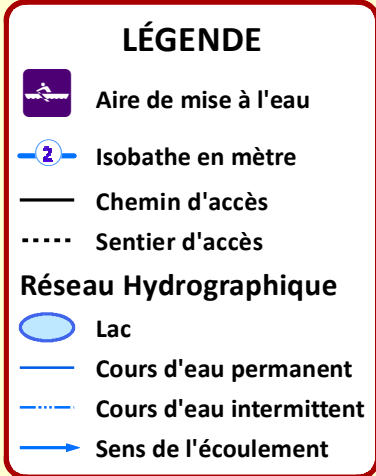 LÉGENDE
Aire de mise à l'eau
2 Isobathe en mètre
Chemin d'accès
Sentier d'accès
Réseau Hydrographique
Lac
Cours d'eau permanent
Cours d'eau intermittent
Sens de l'écoulement